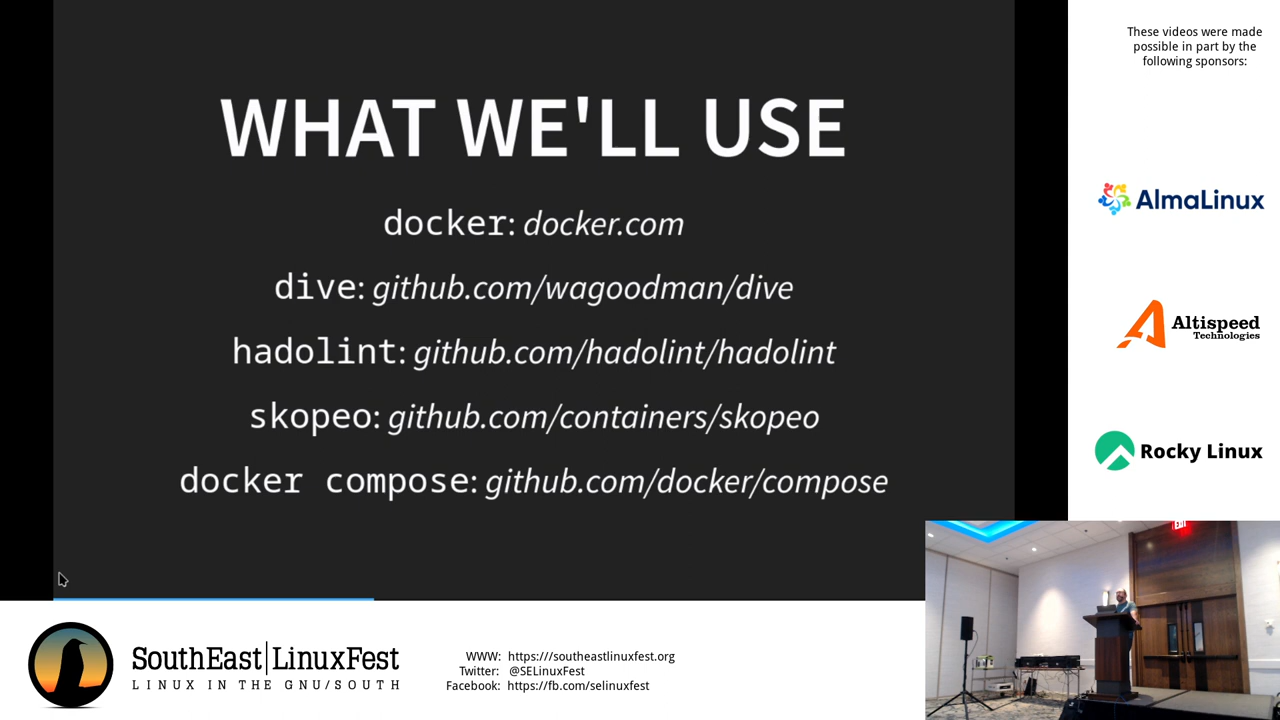 WHAT WE'LL USE
docker: docker.com
dive: github.com/wagoodman/dive
hadolint: github.com/hadolint/hadolint
skopeo: github.com/containers/skopeo
docker compose: github.com/docker/compose
These videos were made
possible in part by the
following sponsors:
AlmaLinux
Altispeed
Technologies
Rocky Linux
EXIT
SouthEast LinuxFest
LINUX IN THE GNU/SOUTH
WWW: https://southeastlinuxfest.org
Twitter: @SELinuxFest
Facebook: https://fb.com/selinuxfest